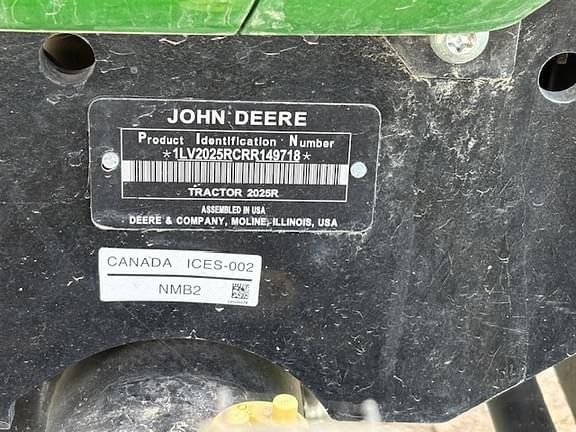 JOHN DEERE
Product Identification Number
*1LV2025RCRR149718*
TRACTOR 2025R
ASSEMBLED IN USA
DEERE & COMPANY, MOLINE, ILLINOIS, USA
CANADA ICES-002
NMB2